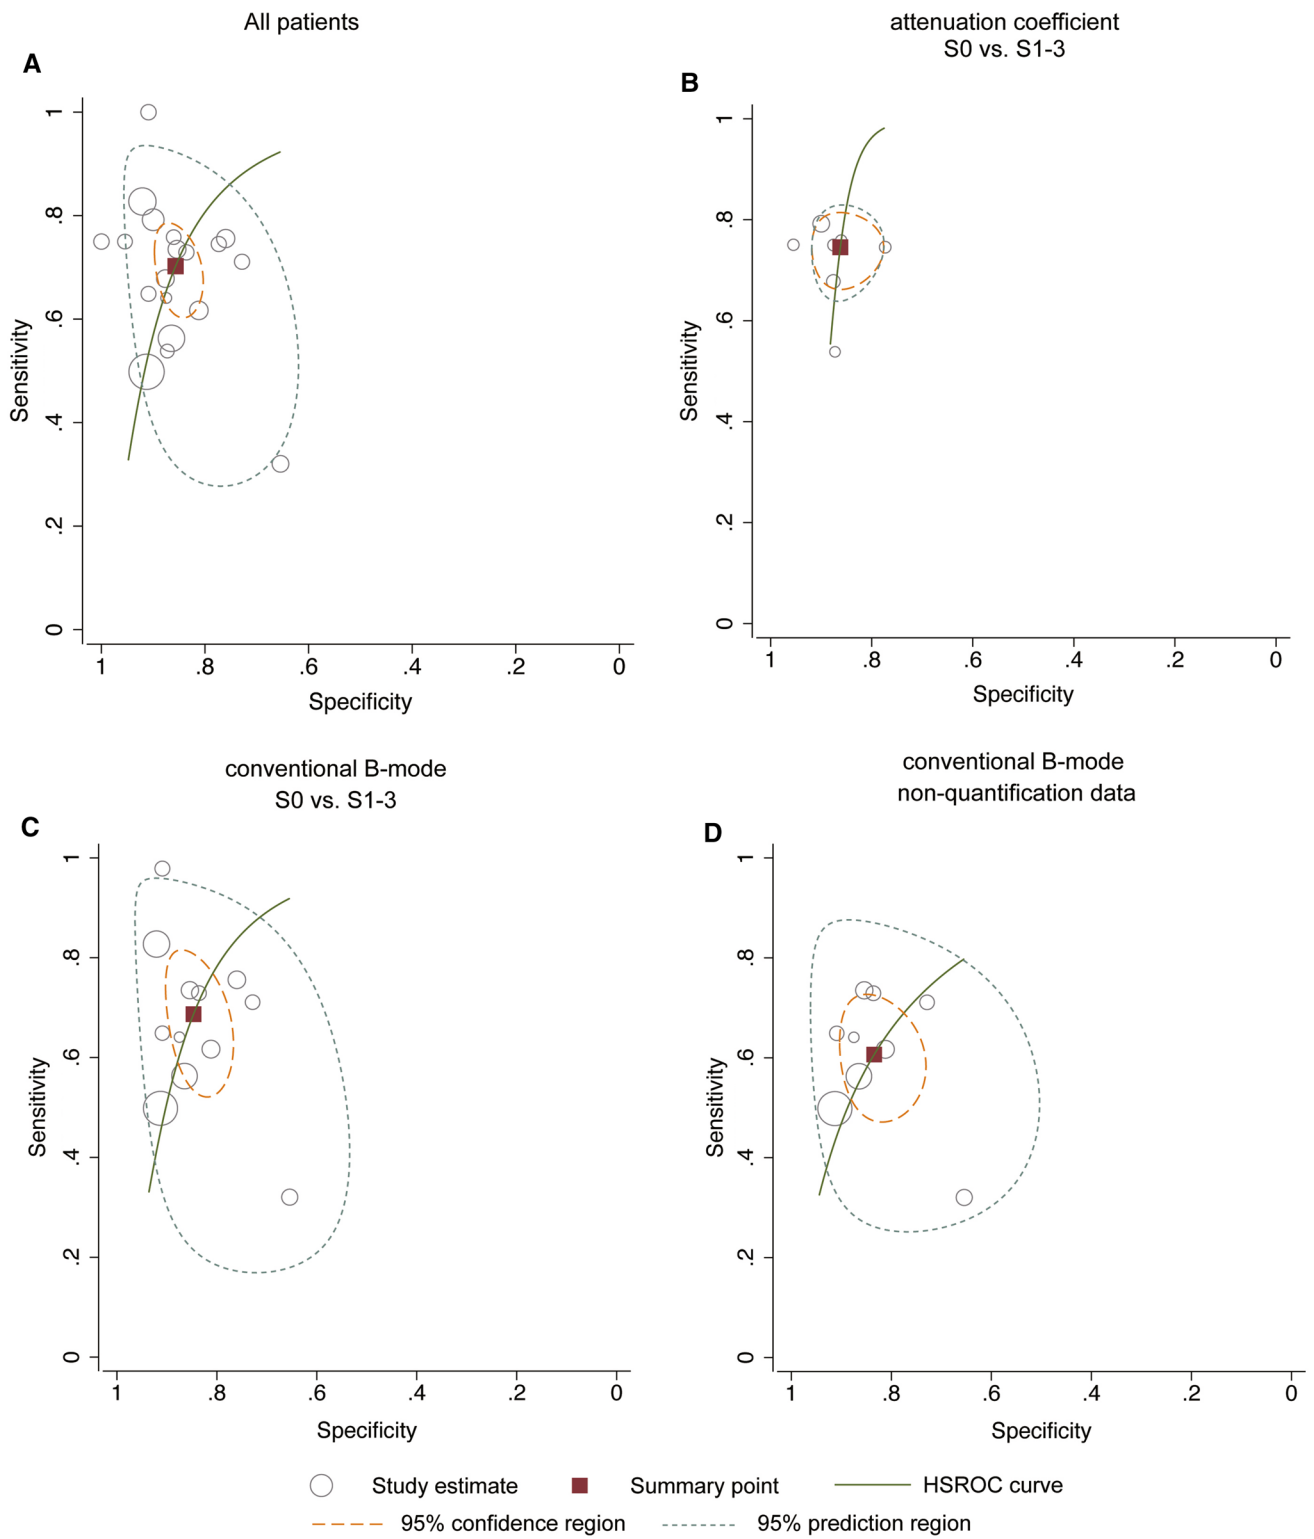 All patients
A
1
.8
.6
.4
.2
0
Sensitivity
1
.8
.6
.4
.2
0
Specificity
attenuation coefficient
S0 vs. S1-3
B
1
.8
.6
.4
.2
0
Sensitivity
1
.8
.6
.4
.2
0
Specificity
conventional B-mode
S0 vs. S1-3
C
1
.8
.6
.4
.2
0
Sensitivity
1
.8
.6
.4
.2
0
Specificity
conventional B-mode
non-quantification data
D
1
.8
.6
.4
.2
0
Sensitivity
1
.8
.6
.4
.2
0
Specificity
Study estimate
Summary point
HSROC curve
95% confidence region
95% prediction region